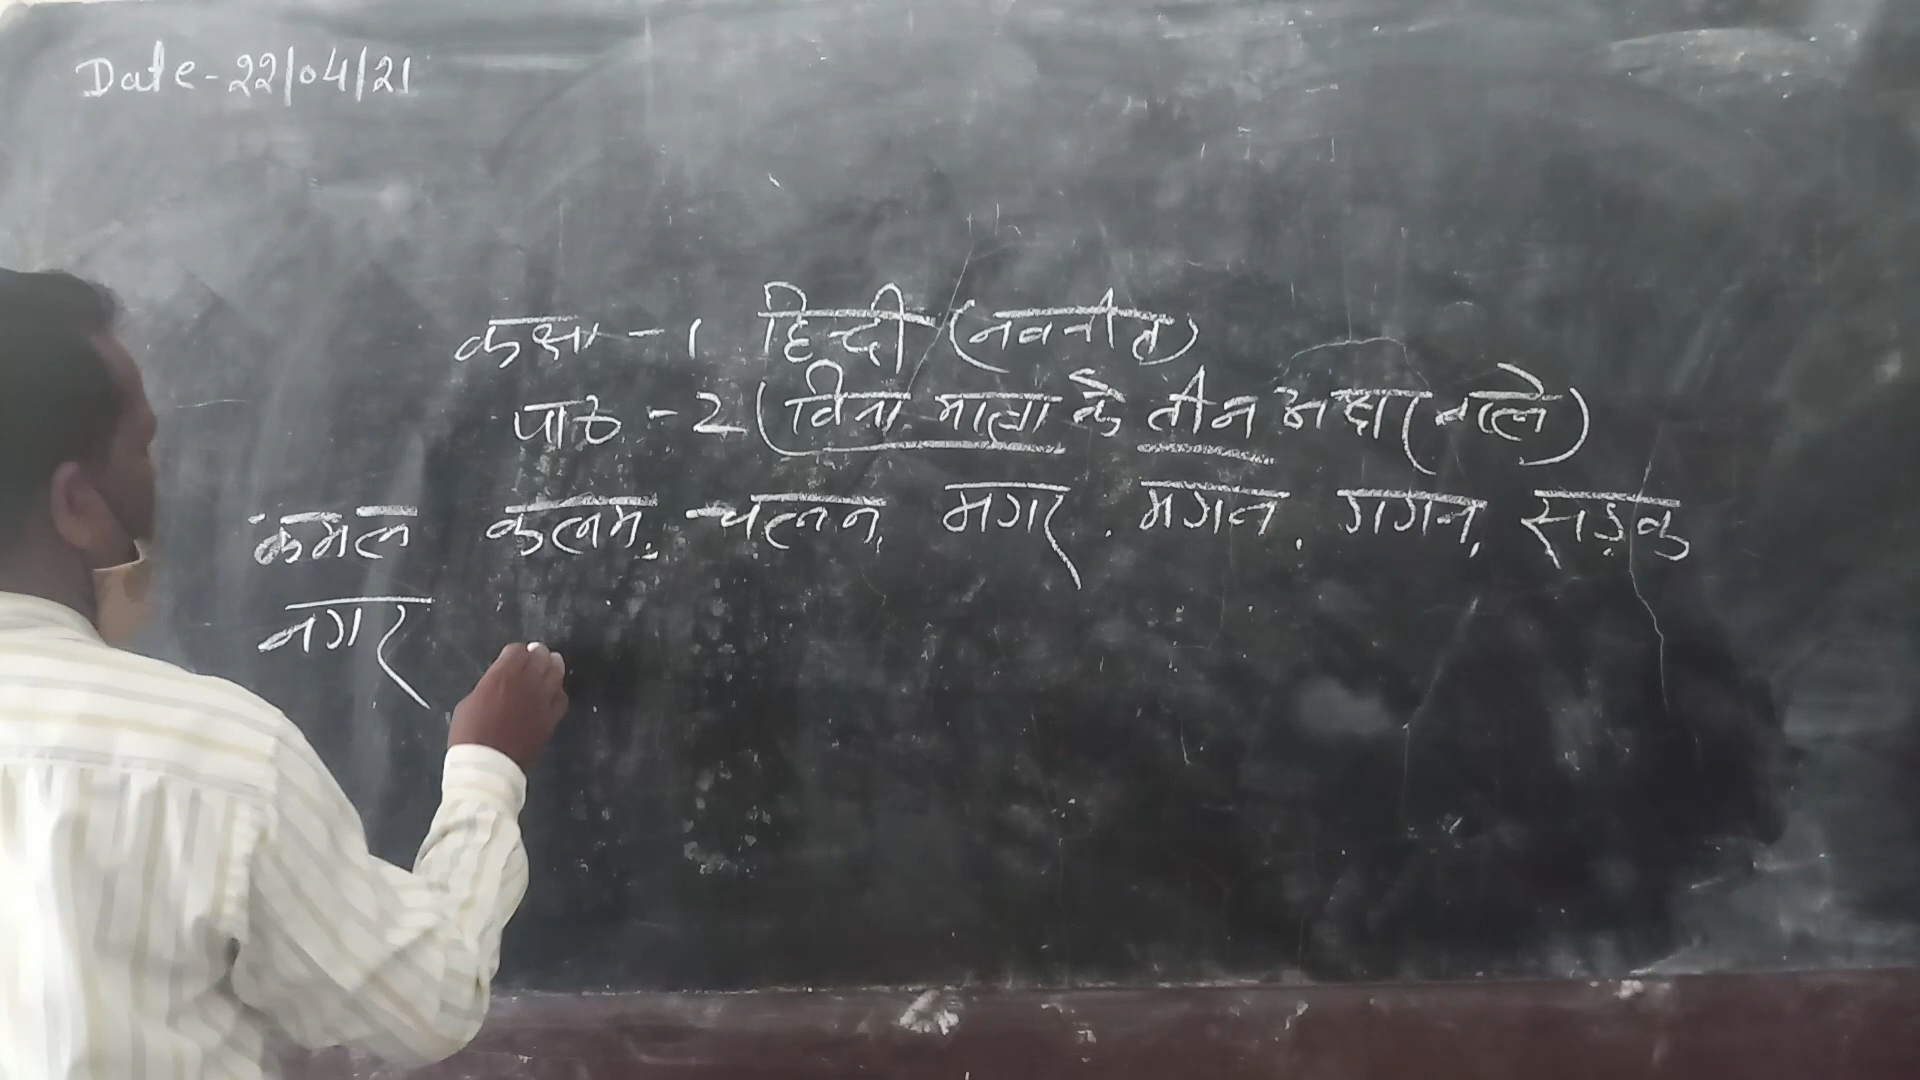 Date - 22/04/21
कक्षा - 1 हिन्दी (नवनीत)
पाठ - 2 (बिना मात्रा के तीन अक्षर वाले)
कमल कलम, चलन, मगर, मगन, गगन, सड़क
नगर